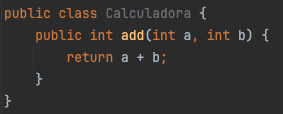 public class Calculadora {
    public int add(int a, int b) {
        return a + b;
    }
}